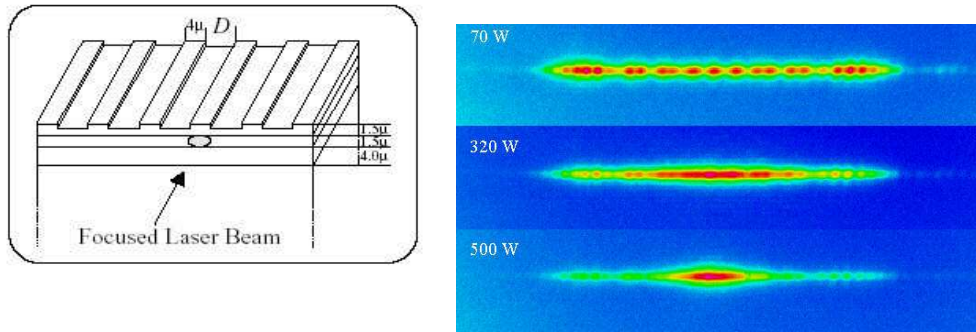 4μ D
1.5μ
1.5μ
4.0μ
Focused Laser Beam
70 W
320 W
500 W